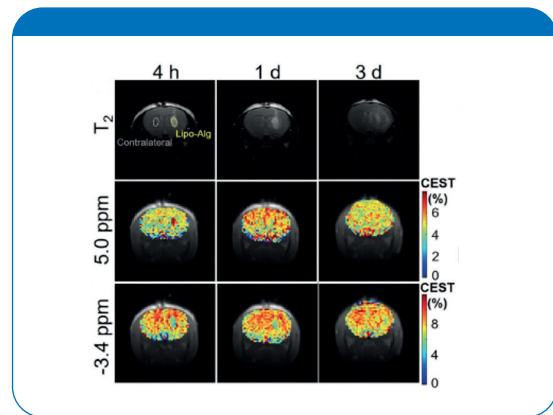 4 h 1 d 3 d
T₂
Contralateral
Lipo-Alg
5.0 ppm
CEST
(%)
6
4
2
0
-3.4 ppm
CEST
(%)
8
4
0